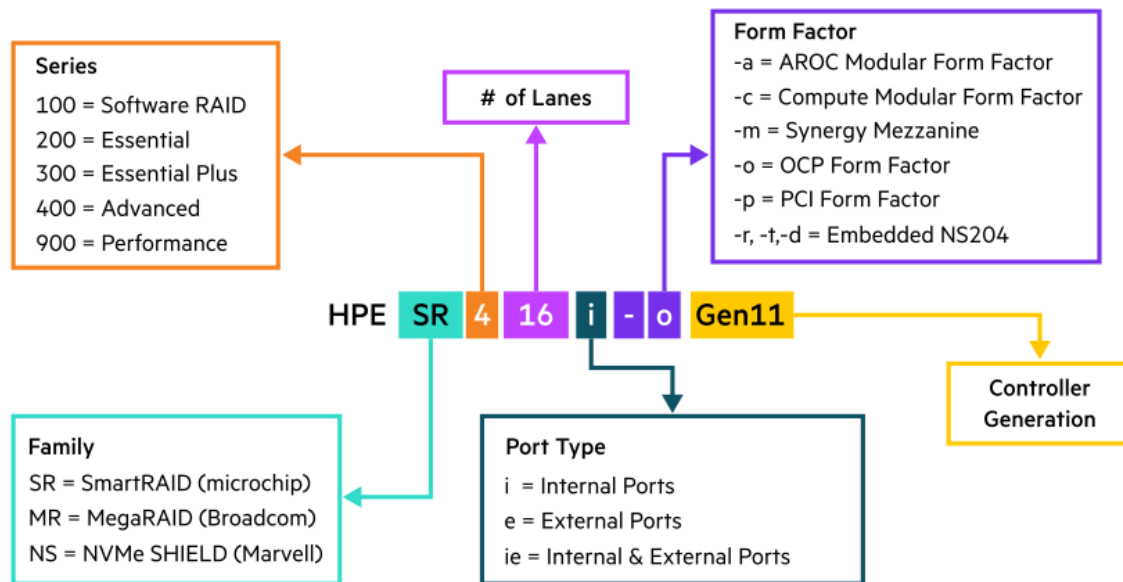 Series
100 = Software RAID
200 = Essential
300 = Essential Plus
400 = Advanced
900 = Performance
# of Lanes
Form Factor
-a = AROC Modular Form Factor
-c = Compute Modular Form Factor
-m = Synergy Mezzanine
-o = OCP Form Factor
-p = PCI Form Factor
-r, -t,-d = Embedded NS204
HPE SR 4 16 i - o Gen11
Family
SR = SmartRAID (microchip)
MR = MegaRAID (Broadcom)
NS = NVMe SHIELD (Marvell)
Port Type
i = Internal Ports
e = External Ports
ie = Internal & External Ports
Controller
Generation